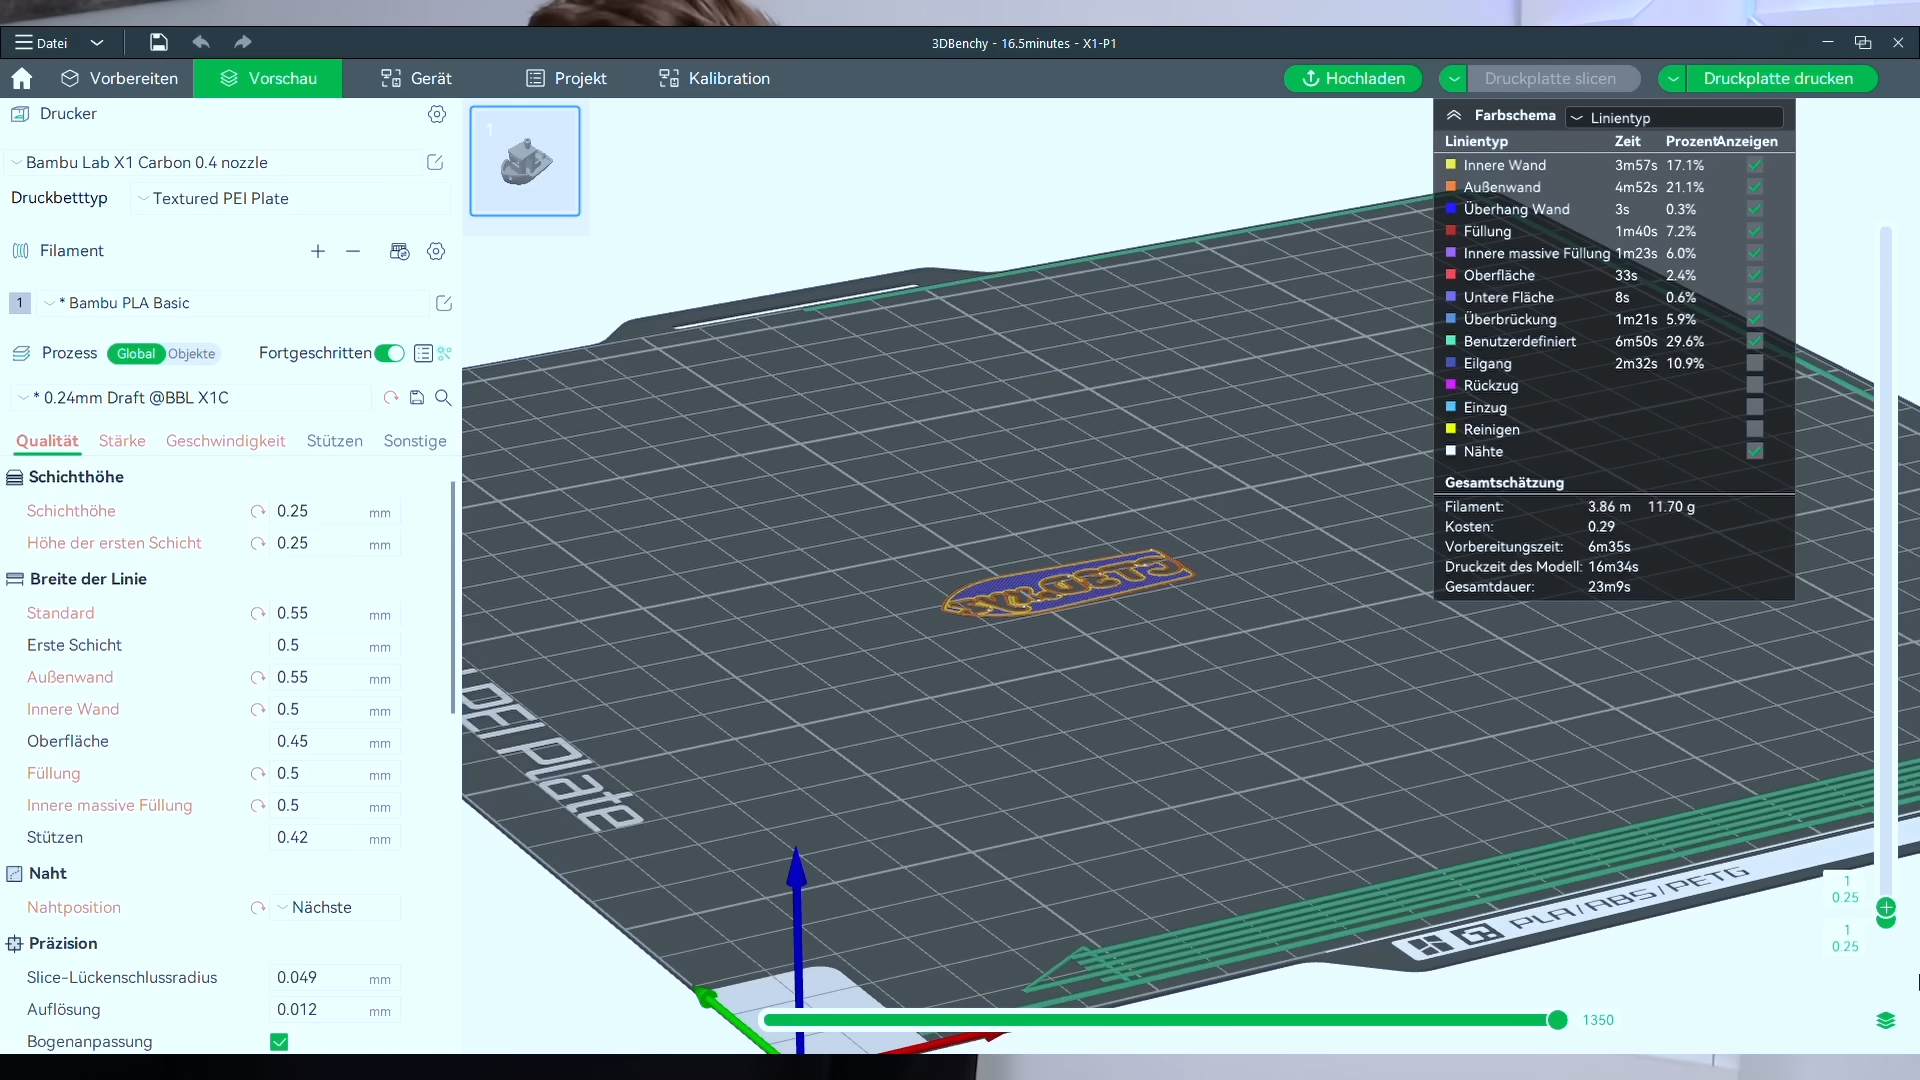 Datei
3DBenchy - 16.5minutes - X1-P1
Vorbereiten
Vorschau
Gerät
Projekt
Kalibration
Hochladen
Druckplatte slicen
Druckplatte drucken
Drucker
Bambu Lab X1 Carbon 0.4 nozzle
Druckbetttyp
Textured PEI Plate
Filament
1
* Bambu PLA Basic
Prozess
Global
Objekte
Fortgeschritten
* 0.24mm Draft @BBL X1C
Qualität
Stärke
Geschwindigkeit
Stützen
Sonstige
Schichthöhe
Schichthöhe 0.25 mm
Höhe der ersten Schicht 0.25 mm
Breite der Linie
Standard 0.55 mm
Erste Schicht 0.5 mm
Außenwand 0.55 mm
Innere Wand 0.5 mm
Oberfläche 0.45 mm
Füllung 0.5 mm
Innere massive Füllung 0.5 mm
Stützen 0.42 mm
Naht
Nahtposition Nächste
Präzision
Slice-Lückenschlussradius 0.049 mm
Auflösung 0.012 mm
Bogenanpassung
1
PEI Plate
PLA/ABS/PETG
Farbschema Linientyp
Linientyp Zeit Prozent Anzeigen
Innere Wand 3m57s 17.1%
Außenwand 4m52s 21.1%
Überhang Wand 3s 0.3%
Füllung 1m40s 7.2%
Innere massive Füllung 1m23s 6.0%
Oberfläche 33s 2.4%
Untere Fläche 8s 0.6%
Überbrückung 1m21s 5.9%
Benutzerdefiniert 6m50s 29.6%
Eilgang 2m32s 10.9%
Rückzug
Einzug
Reinigen
Nähte
Gesamtschätzung
Filament: 3.86 m 11.70 g
Kosten: 0.29
Vorbereitungszeit: 6m35s
Druckzeit des Modell: 16m34s
Gesamtdauer: 23m9s
1
0.25
1
0.25
1350